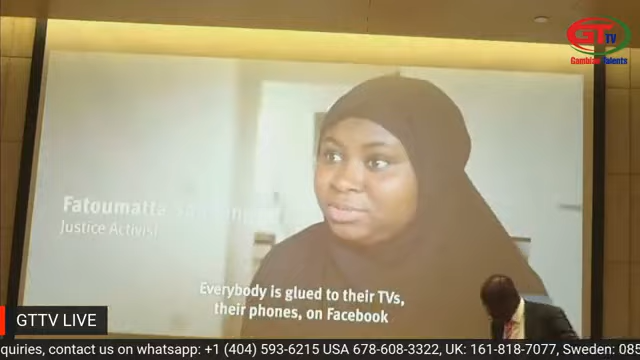 GT TV
Gambian Talents
Fatoumatta
Justice Activist
Everybody is glued to their TVs,
their phones, on Facebook
GTTV LIVE
quiries, contact us on whatsapp: +1 (404) 593-6215 USA 678-608-3322, UK: 161-818-7077, Sweden: 085